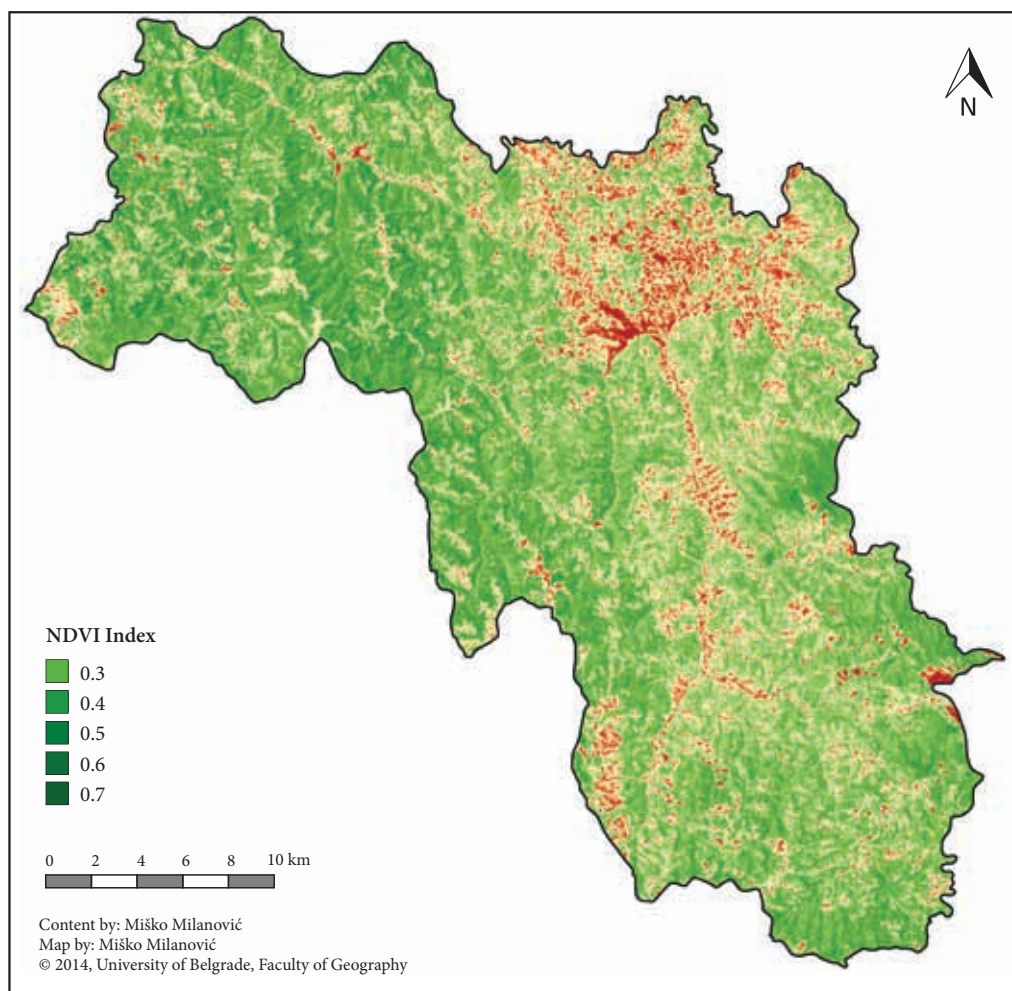 N
NDVI Index
0.3
0.4
0.5
0.6
0.7
0 2 4 6 8 10 km
Content by: Miško Milanović
Map by: Miško Milanović
© 2014, University of Belgrade, Faculty of Geography